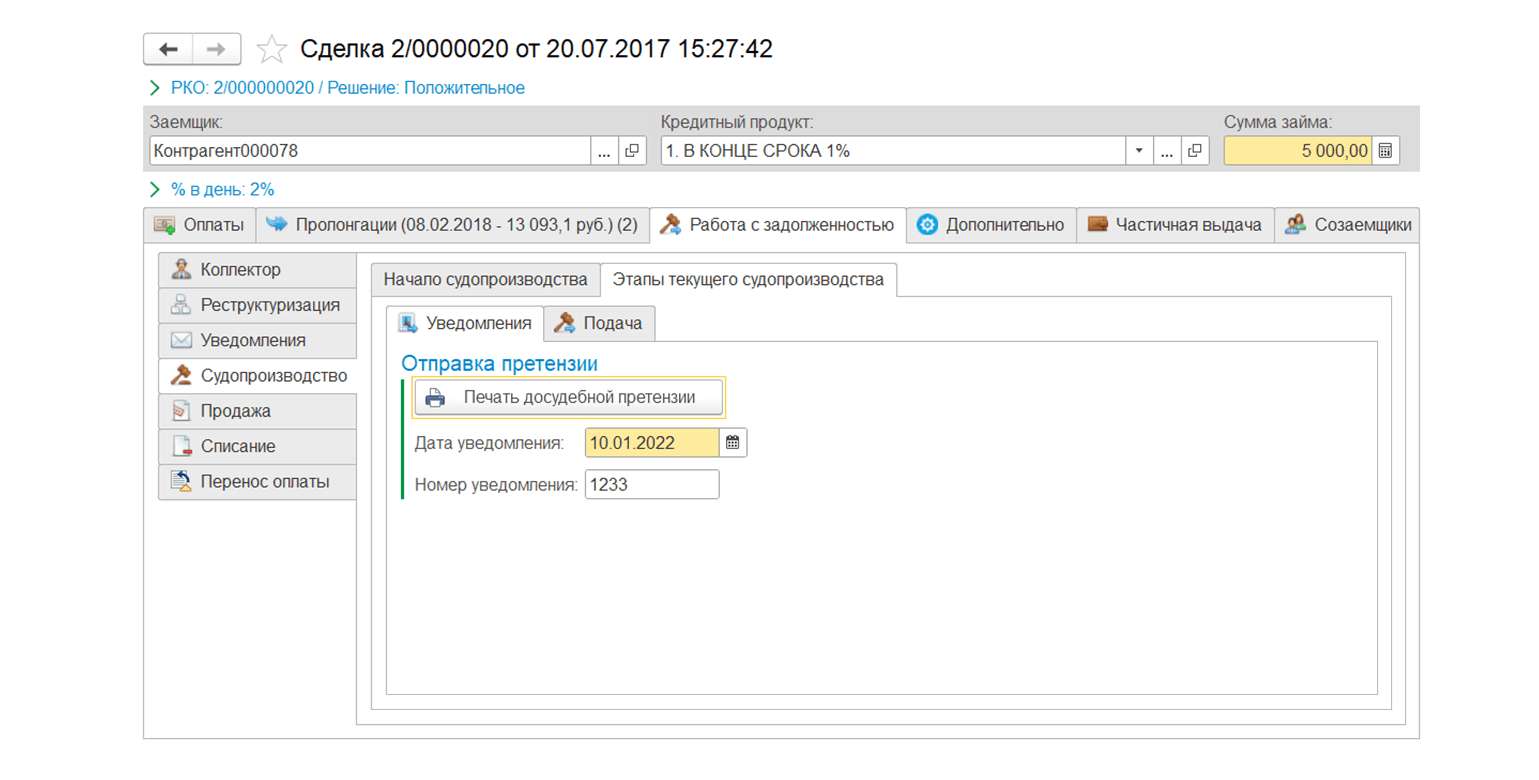 Сделка 2/0000020 от 20.07.2017 15:27:42
РКО: 2/000000020 / Решение: Положительное
Заемщик: Кредитный продукт: Сумма займа:
Контрагент000078 ... 1. В КОНЦЕ СРОКА 1% ... 5 000,00
% в день: 2%
Оплаты Пролонгации (08.02.2018 - 13 093,1 руб.) (2) Работа с задолженностью Дополнительно Частичная выдача Созаемщики
Коллектор
Реструктуризация
Уведомления
Судопроизводство
Продажа
Списание
Перенос оплаты
Начало судопроизводства Этапы текущего судопроизводства
Уведомления Подача
Отправка претензии
Печать досудебной претензии
Дата уведомления: 10.01.2022
Номер уведомления: 1233